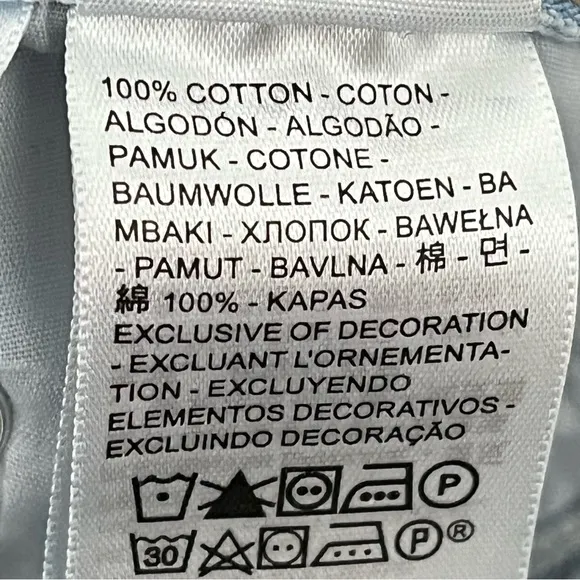 100% COTTON - COTON -
ALGODÓN - ALGODÃO -
PAMUK - COTONE -
BAUMWOLLE - KATOEN - BA
MBAKI - ХЛОПОК - BAWEŁNA
- PAMUT - BAVLNA - 棉 - 면 -
綿 100% - KAPAS
EXCLUSIVE OF DECORATION
- EXCLUANT L'ORNEMENTA-
TION - EXCLUYENDO
ELEMENTOS DECORATIVOS -
EXCLUINDO DECORAÇÃO
P
30 P®